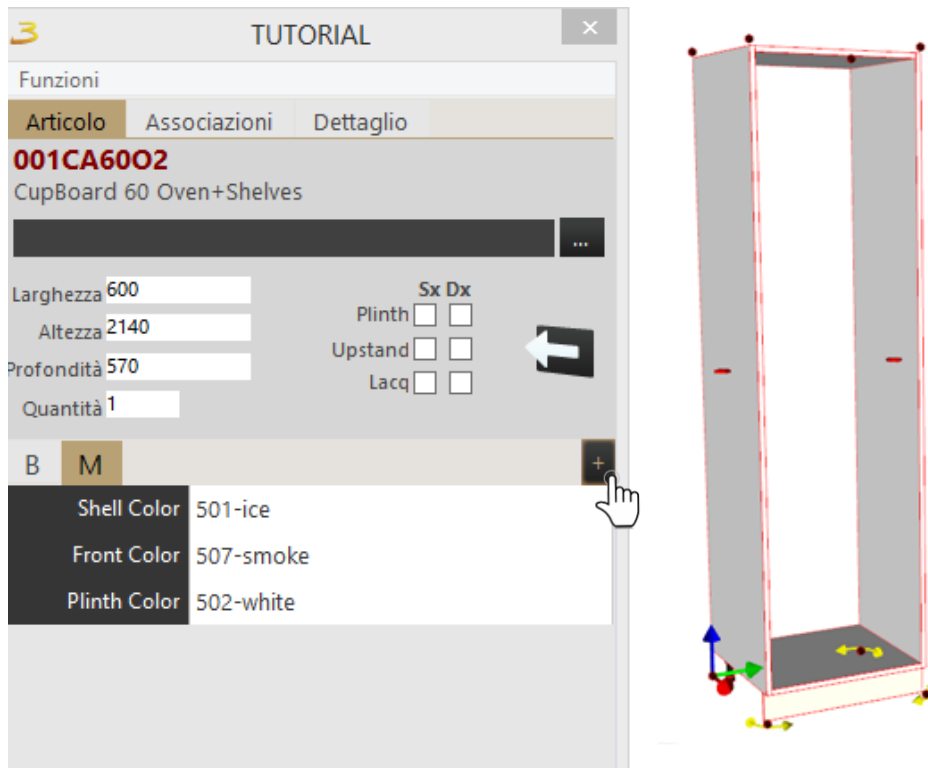 3 TUTORIAL ×
Funzioni
Articolo Associazioni Dettaglio
001CA60O2
CupBoard 60 Oven+Shelves
...
Larghezza 600
Altezza 2140
Profondità 570
Quantità 1
Sx Dx
Plinth
Upstand
Lacq
B M +
Shell Color 501-ice
Front Color 507-smoke
Plinth Color 502-white